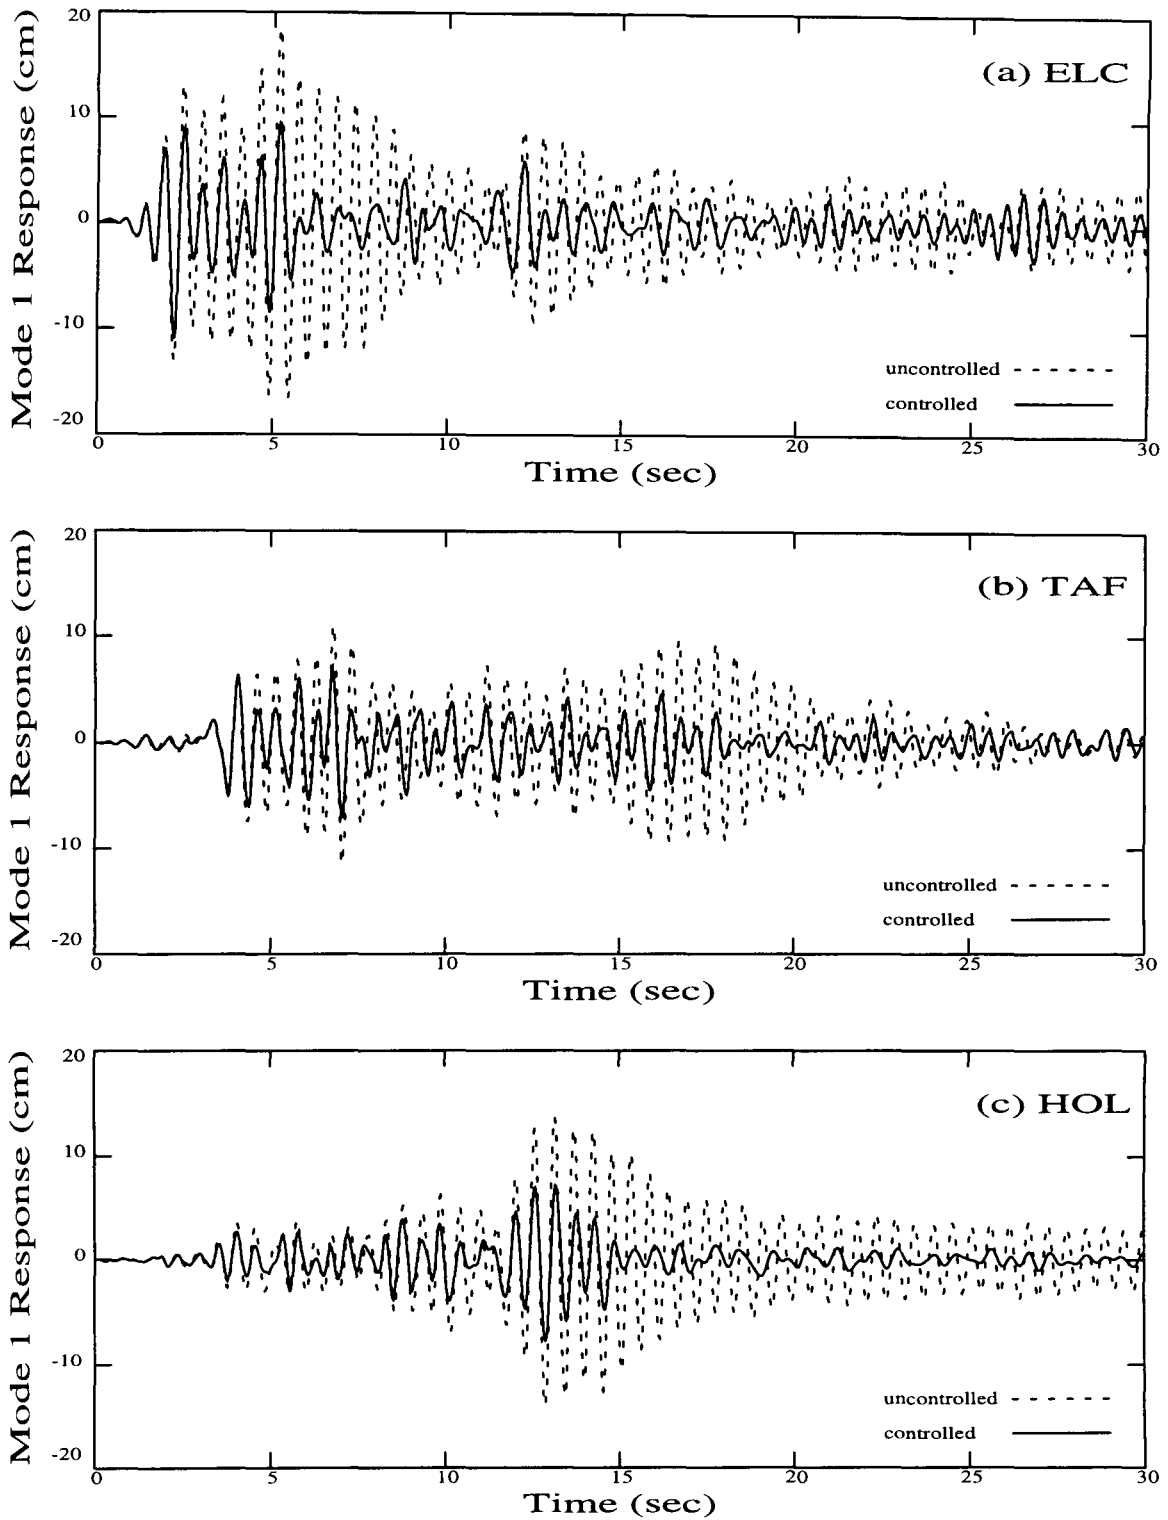 20
10
0
-10
-20
Mode 1 Response (cm)
(a) ELC
uncontrolled
controlled
0 5 10 15 20 25 30
Time (sec)
20
10
0
-10
-20
Mode 1 Response (cm)
(b) TAF
uncontrolled
controlled
0 5 10 15 20 25 30
Time (sec)
20
10
0
-10
-20
Mode 1 Response (cm)
(c) HOL
uncontrolled
controlled
0 5 10 15 20 25 30
Time (sec)